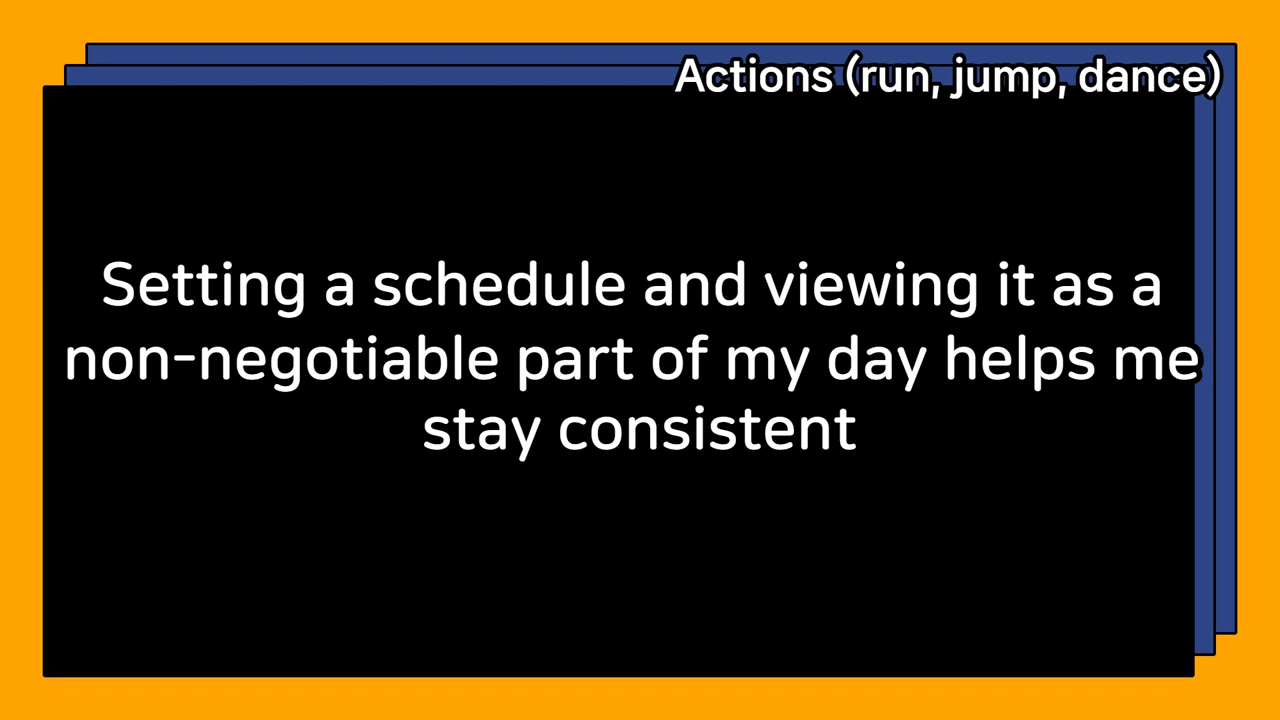 Actions (run, jump, dance)
Setting a schedule and viewing it as a
non-negotiable part of my day helps me
stay consistent